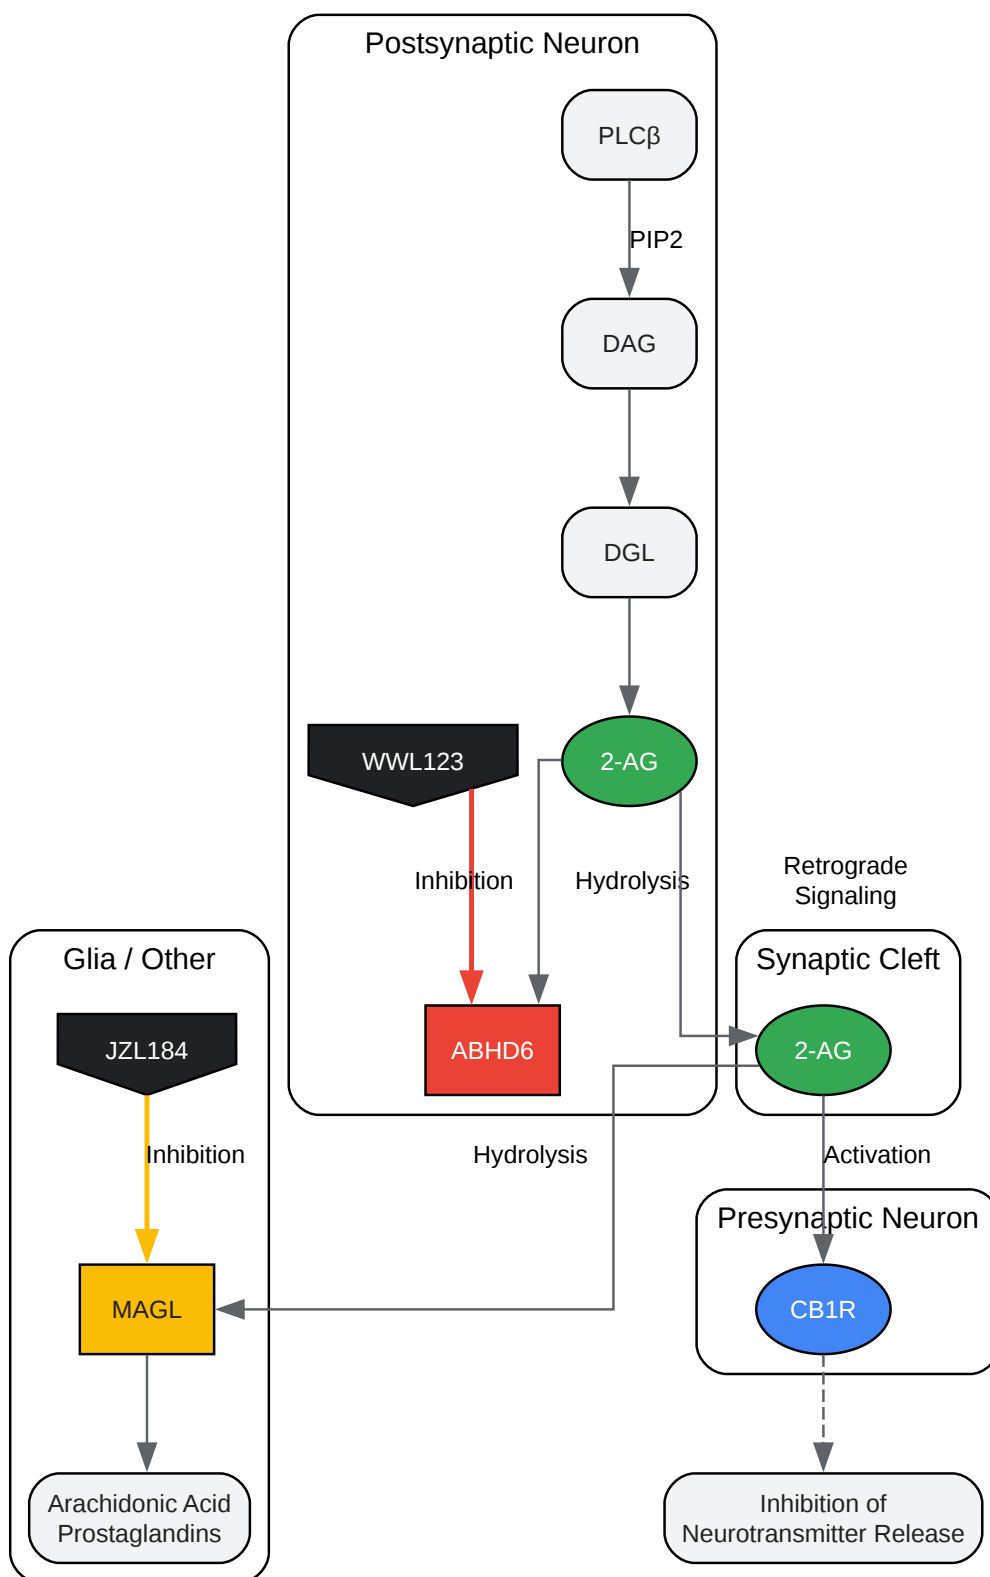 Postsynaptic Neuron
PLCβ
PIP2
DAG
DGL
WWL123
2-AG
Inhibition
Hydrolysis
Retrograde
Signaling
Glia / Other
Synaptic Cleft
JZL184
ABHD6
2-AG
Inhibition
Hydrolysis
Activation
Presynaptic Neuron
MAGL
CB1R
Arachidonic Acid
Prostaglandins
Inhibition of
Neurotransmitter Release